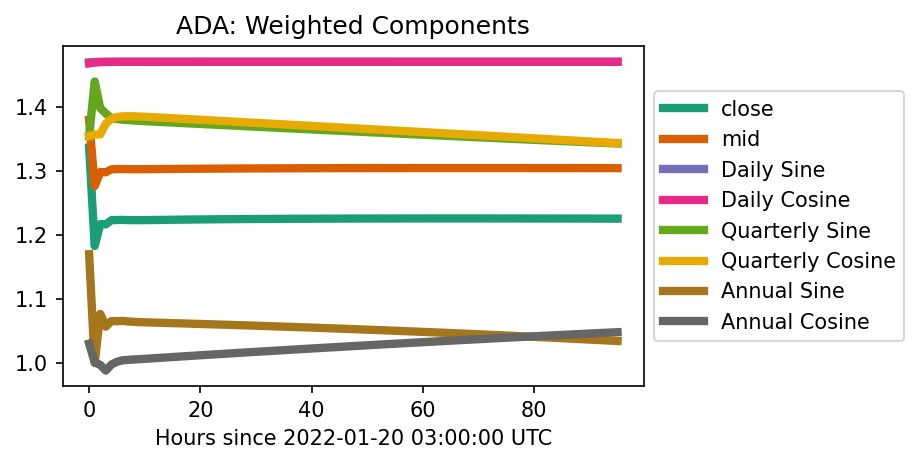 ADA: Weighted Components
1.4
1.3
1.2
1.1
1.0
0 20 40 60 80
Hours since 2022-01-20 03:00:00 UTC
close
mid
Daily Sine
Daily Cosine
Quarterly Sine
Quarterly Cosine
Annual Sine
Annual Cosine